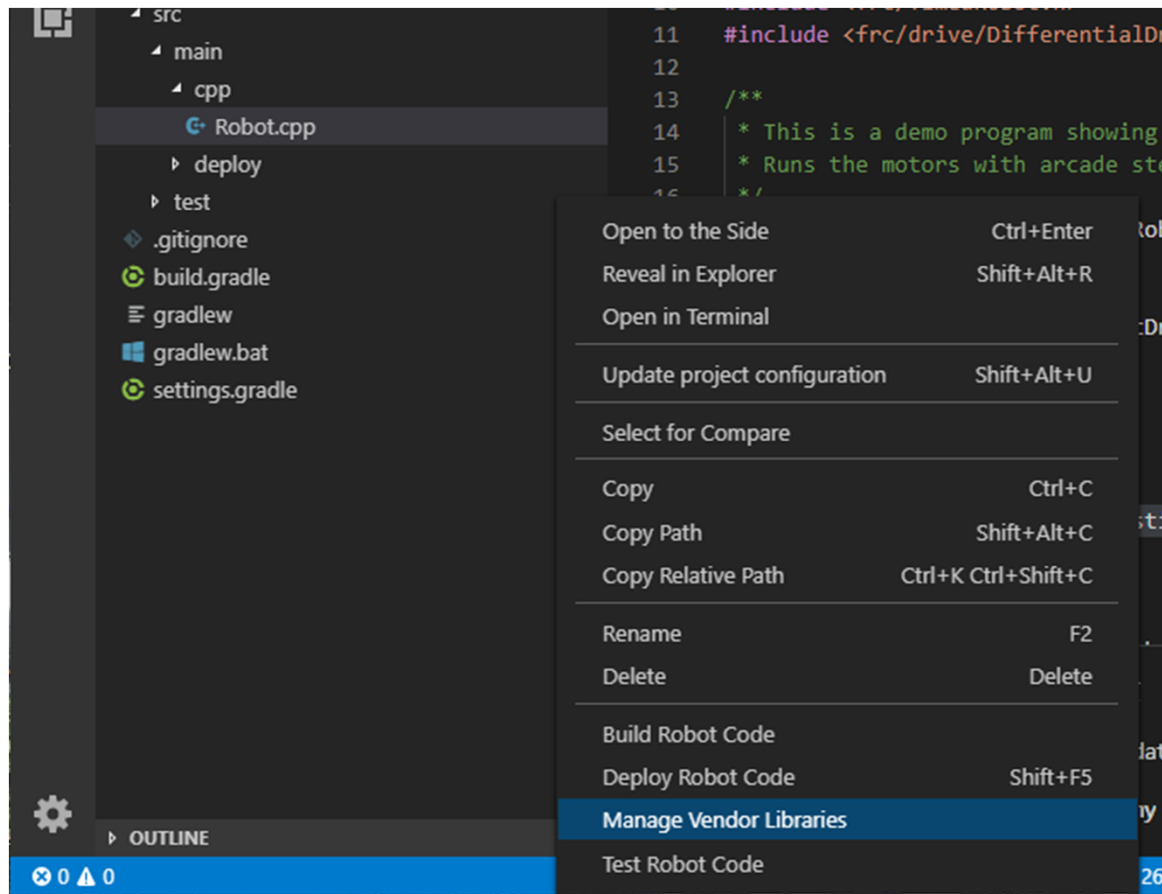 src
main
cpp
Robot.cpp
deploy
test
.gitignore
build.gradle
gradlew
gradlew.bat
settings.gradle
OUTLINE
0 0
11 #include <frc/drive/DifferentialDr
12
13 /**
14 * This is a demo program showing
15 * Runs the motors with arcade ste
16 */
Open to the Side Ctrl+Enter
Reveal in Explorer Shift+Alt+R
Open in Terminal
Update project configuration Shift+Alt+U
Select for Compare
Copy Ctrl+C
Copy Path Shift+Alt+C
Copy Relative Path Ctrl+K Ctrl+Shift+C
Rename F2
Delete Delete
Build Robot Code
Deploy Robot Code Shift+F5
Manage Vendor Libraries
Test Robot Code
26